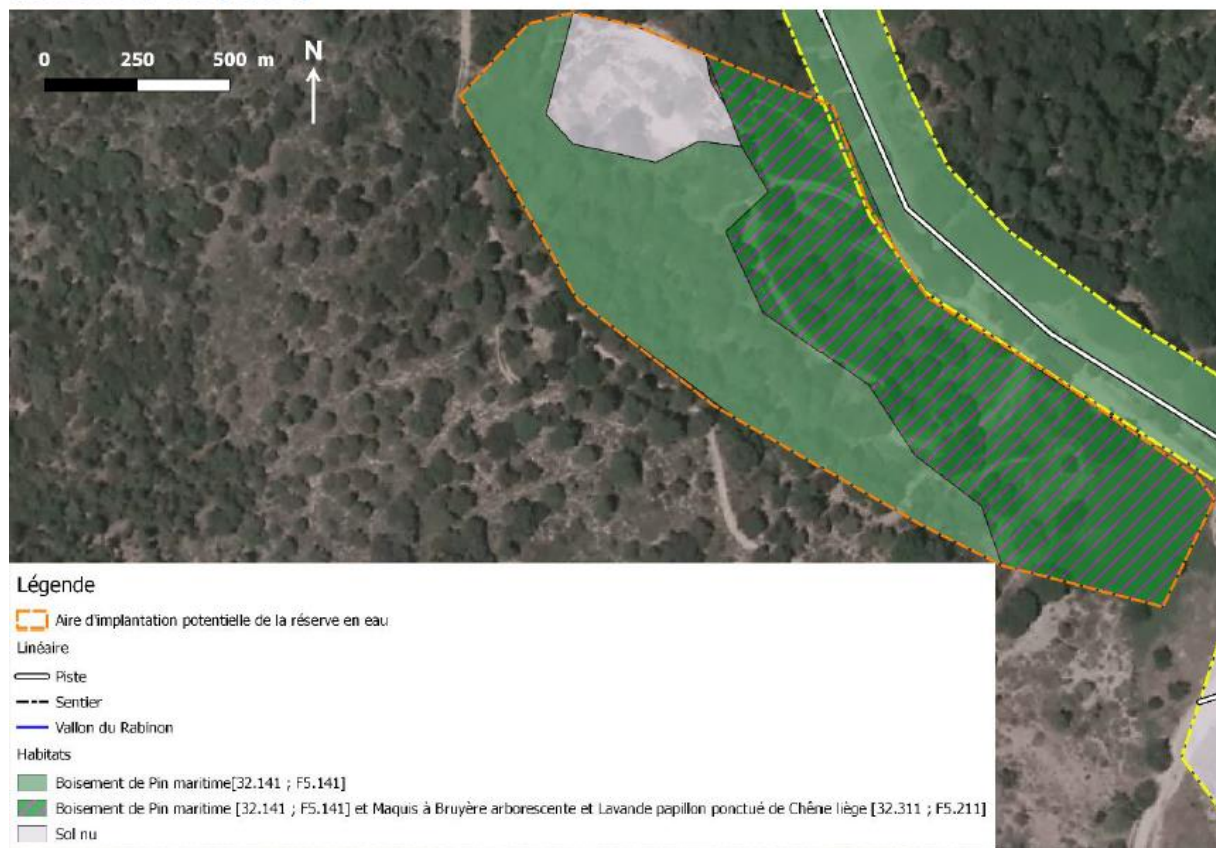 0 250 500 m
N
Légende
Aire d'implantation potentielle de la réserve en eau
Linéaire
Piste
Sentier
Vallon du Rabinon
Habitats
Boisement de Pin maritime[32.141 ; F5.141]
Boisement de Pin maritime [32.141 ; F5.141] et Maquis à Bruyère arborescente et Lavande papillon ponctué de Chêne liège [32.311 ; F5.211]
Sol nu